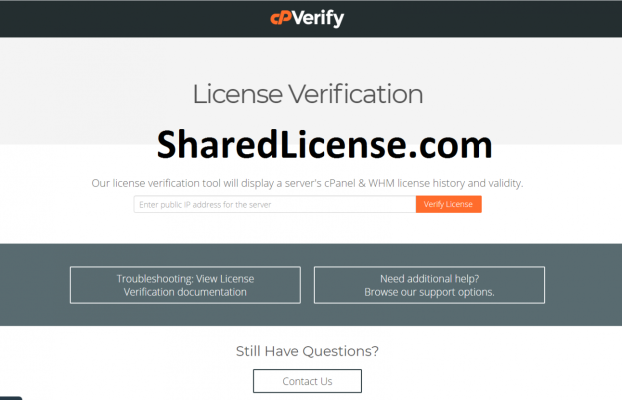 cPVerify
License Verification
SharedLicense.com
Our license verification tool will display a server's cPanel & WHM license history and validity.
Enter public IP address for the server
Verify License
Troubleshooting: View License
Verification documentation
Need additional help?
Browse our support options.
Still Have Questions?
Contact Us